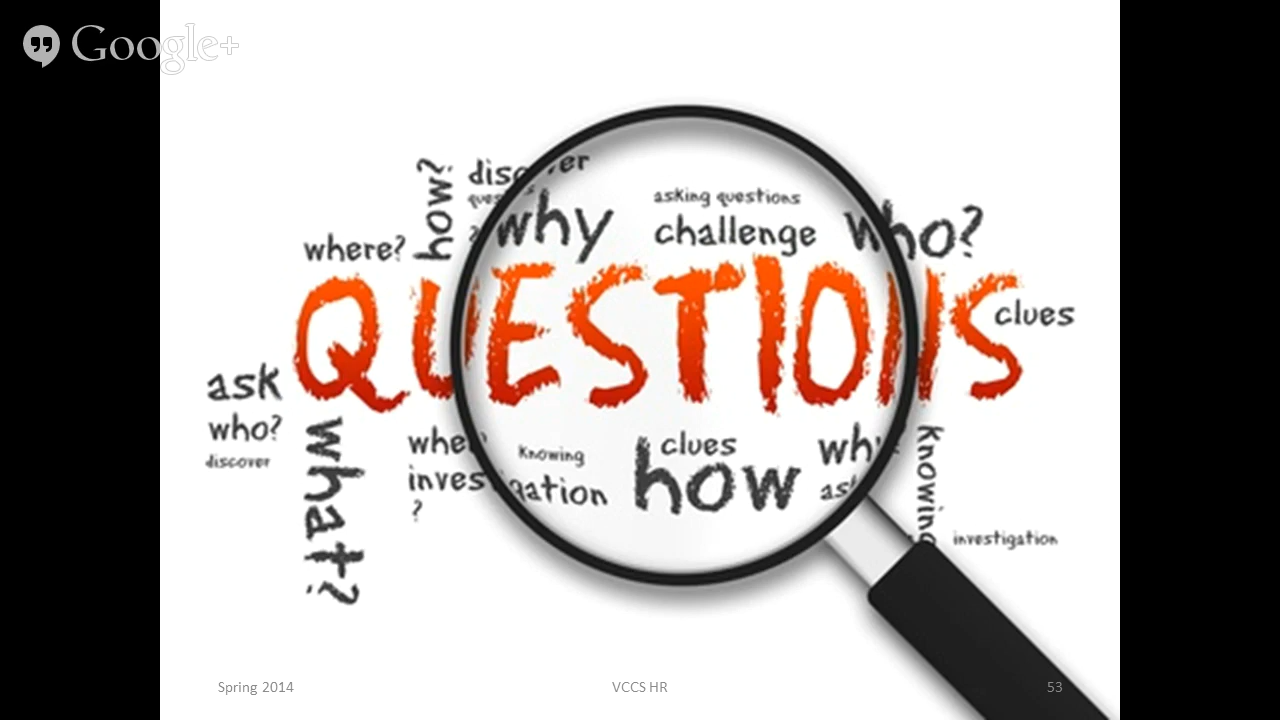 Google+
discover
how?
why
asking questions
challenge
who?
where?
QUESTIONS
clues
ask
who?
discover
what?
knowing
clues
how
why
investigation
?
knowing
investigation
Spring 2014
VCCS HR
53